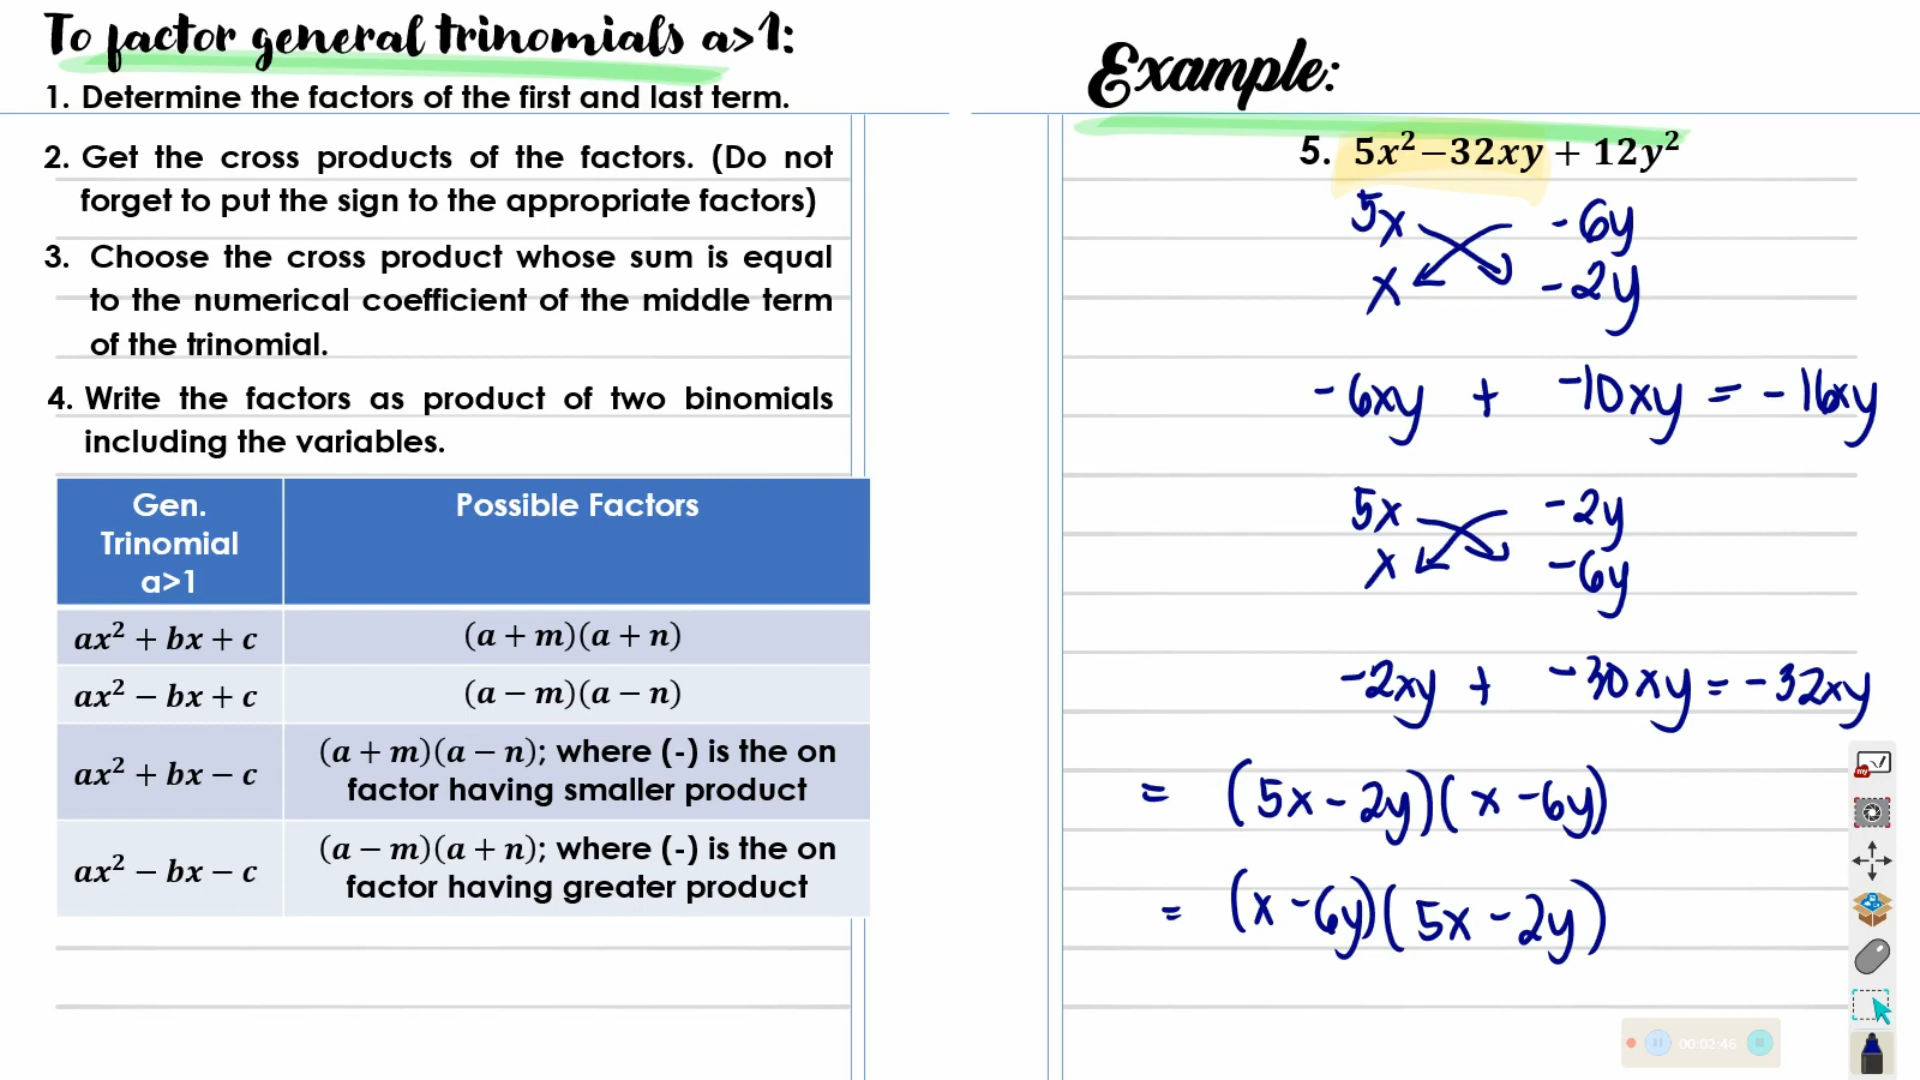 To factor general trinomials a>1:
1. Determine the factors of the first and last term.
2. Get the cross products of the factors. (Do not
forget to put the sign to the appropriate factors)
3. Choose the cross product whose sum is equal
to the numerical coefficient of the middle term
of the trinomial.
4. Write the factors as product of two binomials
including the variables.
Gen.
Trinomial
a>1
Possible Factors
ax² + bx + c
(a + m)(a + n)
ax² − bx + c
(a − m)(a − n)
ax² + bx − c
(a + m)(a − n); where (-) is the on
factor having smaller product
ax² − bx − c
(a − m)(a + n); where (-) is the on
factor having greater product
Example:
5. 5x²−32xy + 12y²
5x -6y
x -2y
-6xy + -10xy = -16xy
5x -2y
x -6y
-2xy + -30xy = -32xy
= (5x - 2y)(x - 6y)
= (x - 6y)(5x - 2y)
my
00:02:46